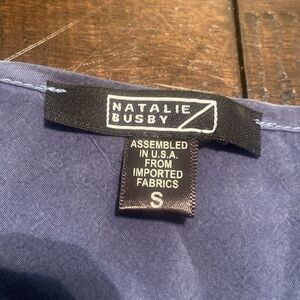 NATALIE
BUSBY
ASSEMBLED
IN U.S.A.
FROM
IMPORTED
FABRICS
S